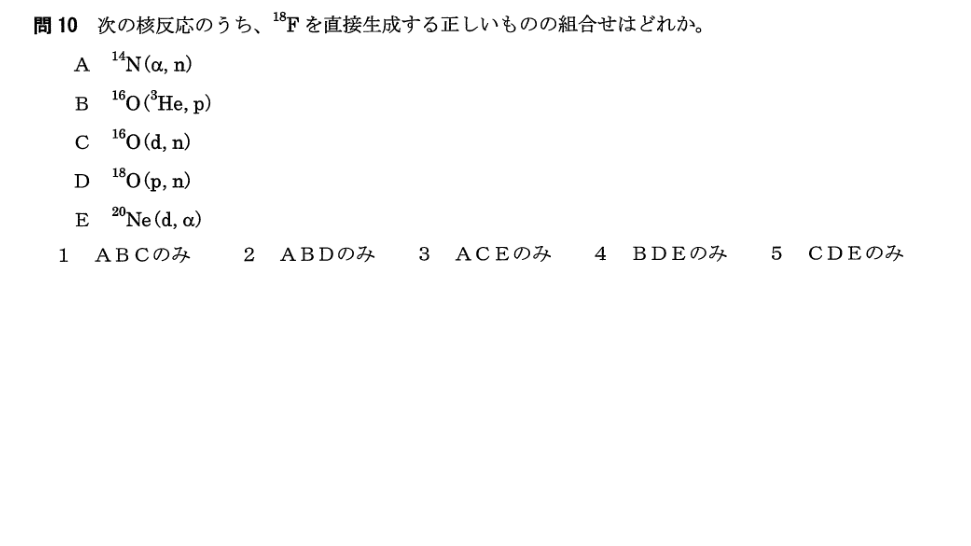 問10 次の核反応のうち、¹⁸F を直接生成する正しいものの組合せはどれか。
A ¹⁴N(α, n)
B ¹⁶O(³He, p)
C ¹⁶O(d, n)
D ¹⁸O(p, n)
E ²⁰Ne(d, α)
1 ＡＢＣのみ 2 ＡＢＤのみ 3 ＡＣＥのみ 4 ＢＤＥのみ 5 ＣＤＥのみ